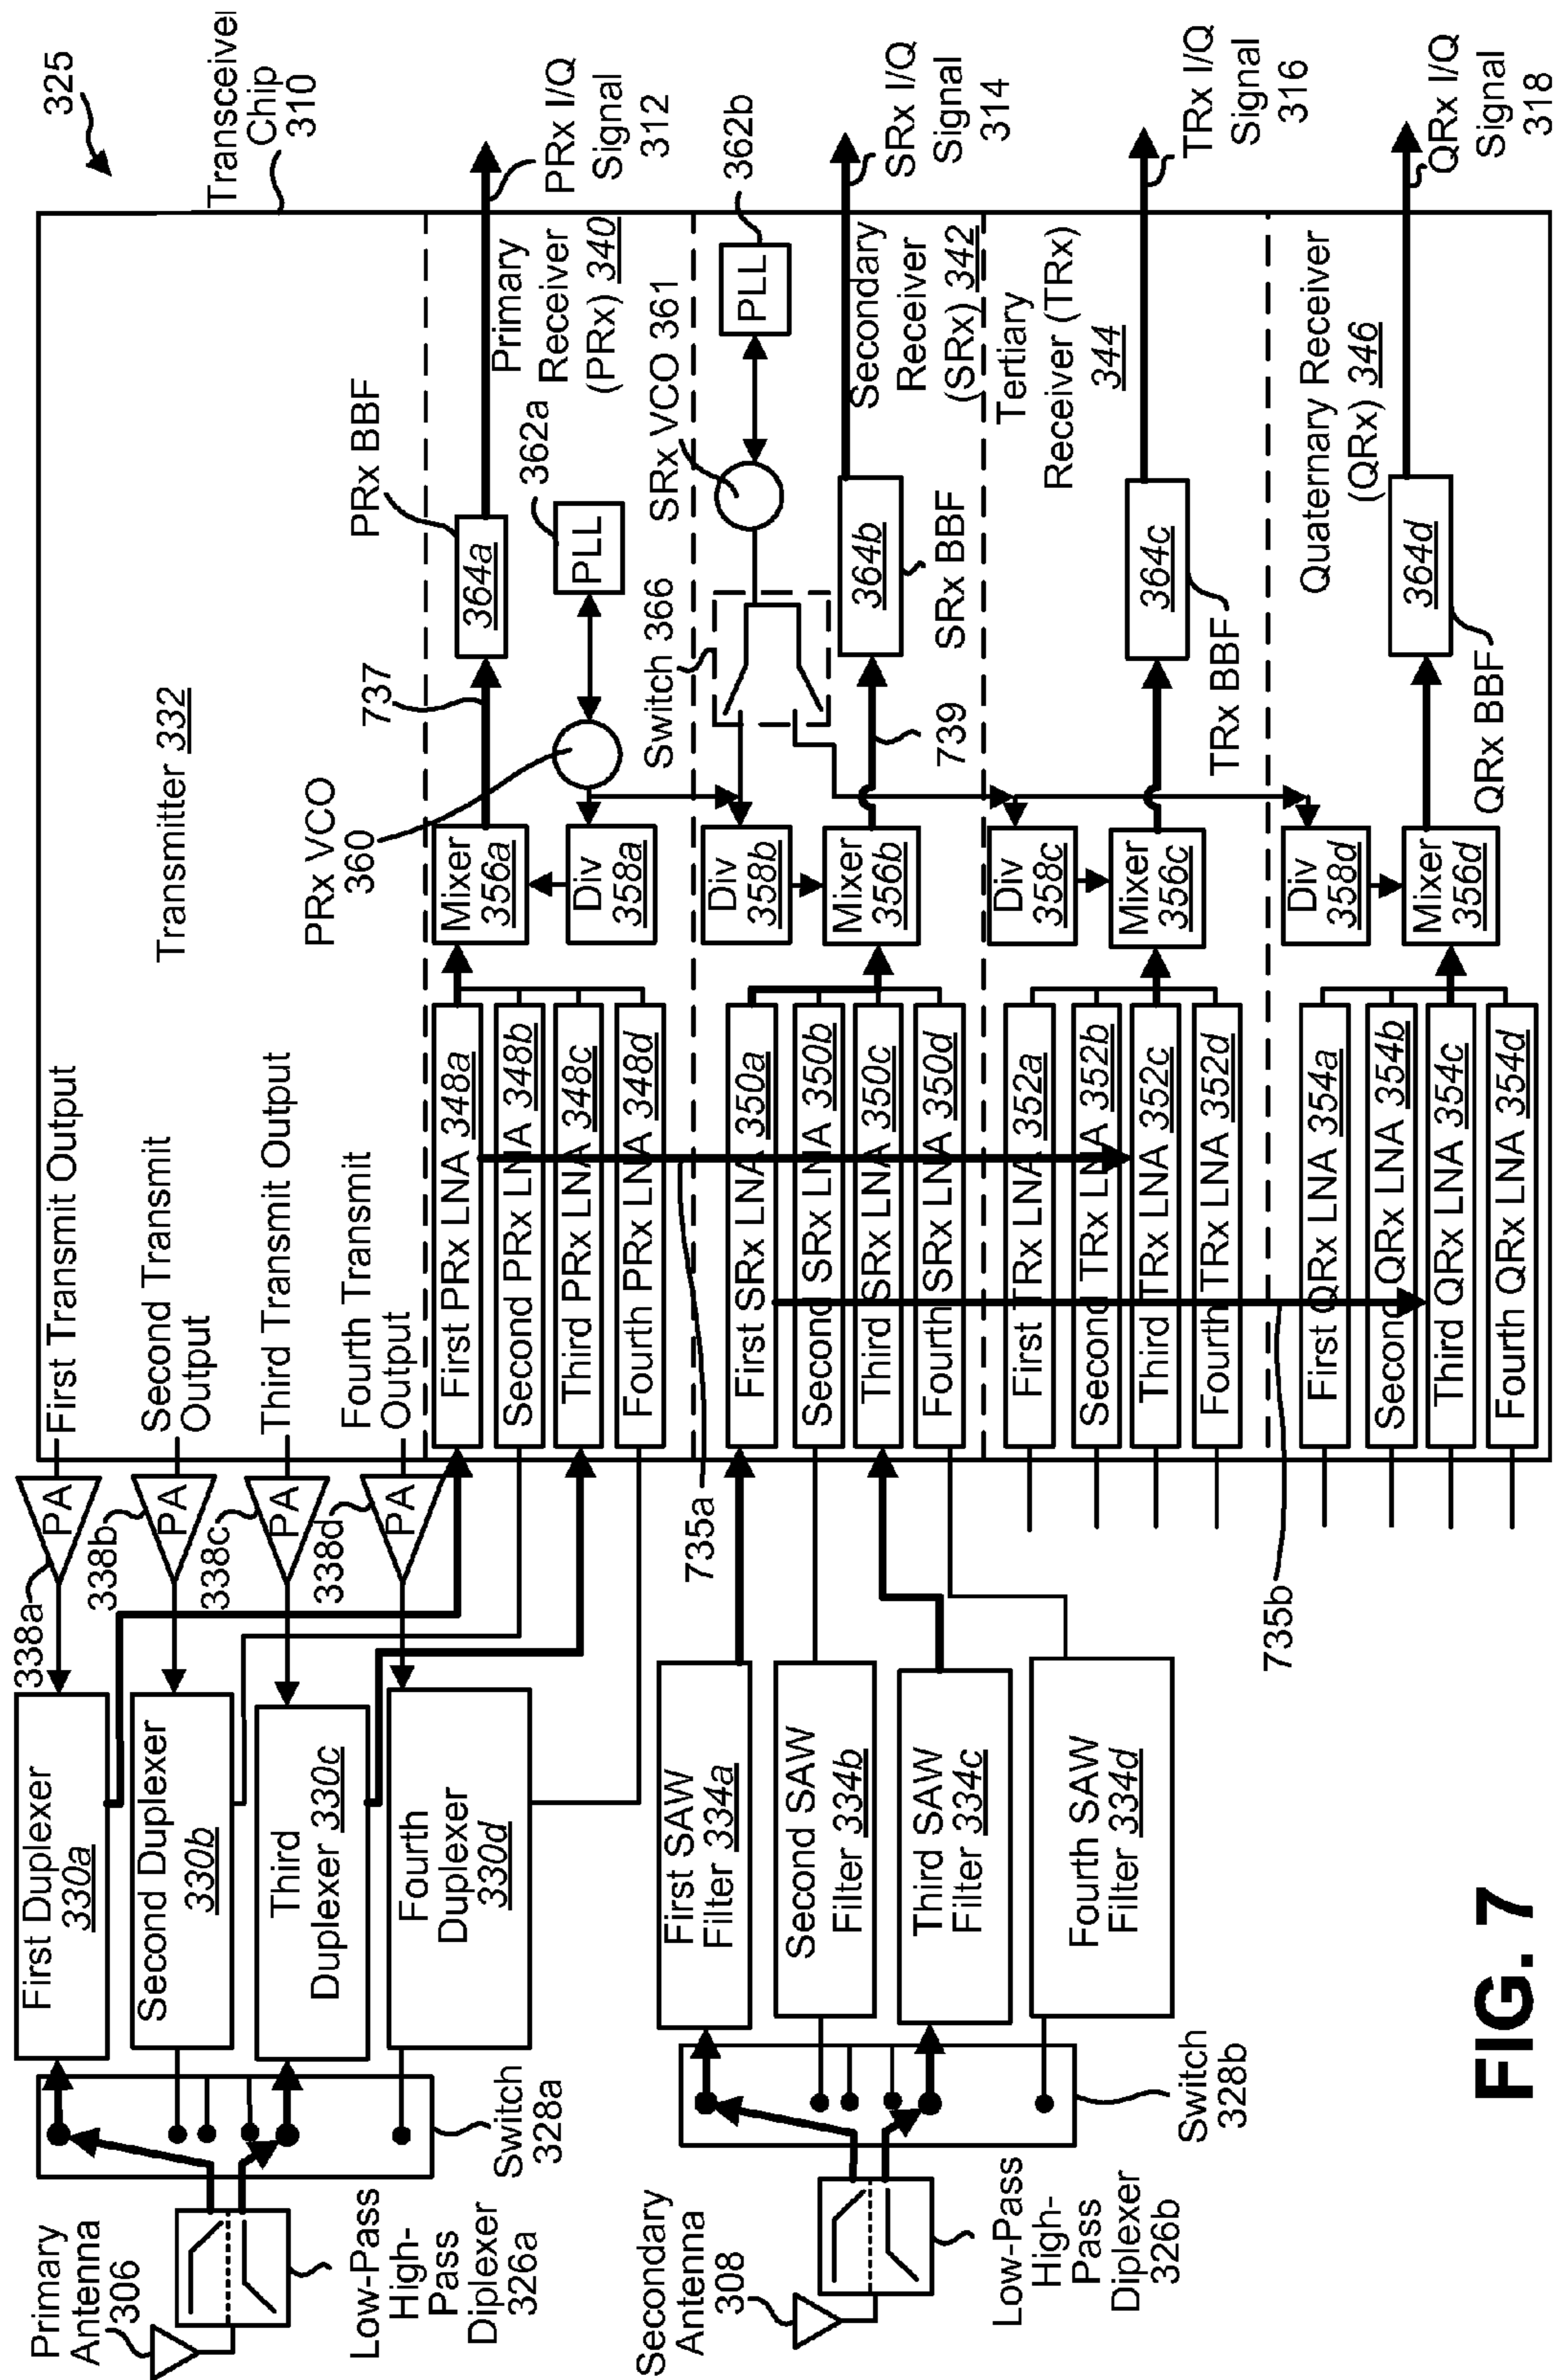 325
Transceive
Chip
310
First Transmit Output
Second Transmit
Output
Third Transmit Output
Fourth Transmit
Output
Transmitter 332
PA
338a
PA
338b
PA
338c
PA
338d
First Duplexer
330a
Second Duplexer
330b
Third
Duplexer 330c
Fourth
Duplexer
330d
Primary
Antenna
306
Low-Pass
High-
Pass
Diplexer
326a
Switch
328a
First PRx LNA 348a
Second PRx LNA 348b
Third PRx LNA 348c
Fourth PRx LNA 348d
PRx VCO
360
Mixer
356a
Div
358a
737
PRx BBF
364a
362a
PLL
Primary
Receiver
(PRx) 340
PRx I/Q
Signal
312
Secondary
Antenna
308
Low-Pass
High-
Pass
Diplexer
326b
Switch
328b
First SAW
Filter 334a
Second SAW
Filter 334b
Third SAW
Filter 334c
Fourth SAW
Filter 334d
735a
First SRx LNA 350a
Second SRx LNA 350b
Third SRx LNA 350c
Fourth SRx LNA 350d
Div
358b
Mixer
356b
Switch 366
SRx VCO 361
PLL
362b
739
364b
SRx BBF
Secondary
Receiver
(SRx) 342
SRx I/Q
Signal
314
First TRx LNA 352a
Second TRx LNA 352b
Third TRx LNA 352c
Fourth TRx LNA 352d
Div
358c
Mixer
356c
364c
TRx BBF
Tertiary
Receiver (TRx)
344
TRx I/Q
Signal
316
735b
First QRx LNA 354a
Second QRx LNA 354b
Third QRx LNA 354c
Fourth QRx LNA 354d
Div
358d
Mixer
356d
364d
QRx BBF
Quaternary Receiver
(QRx) 346
QRx I/Q
Signal
318
FIG. 7